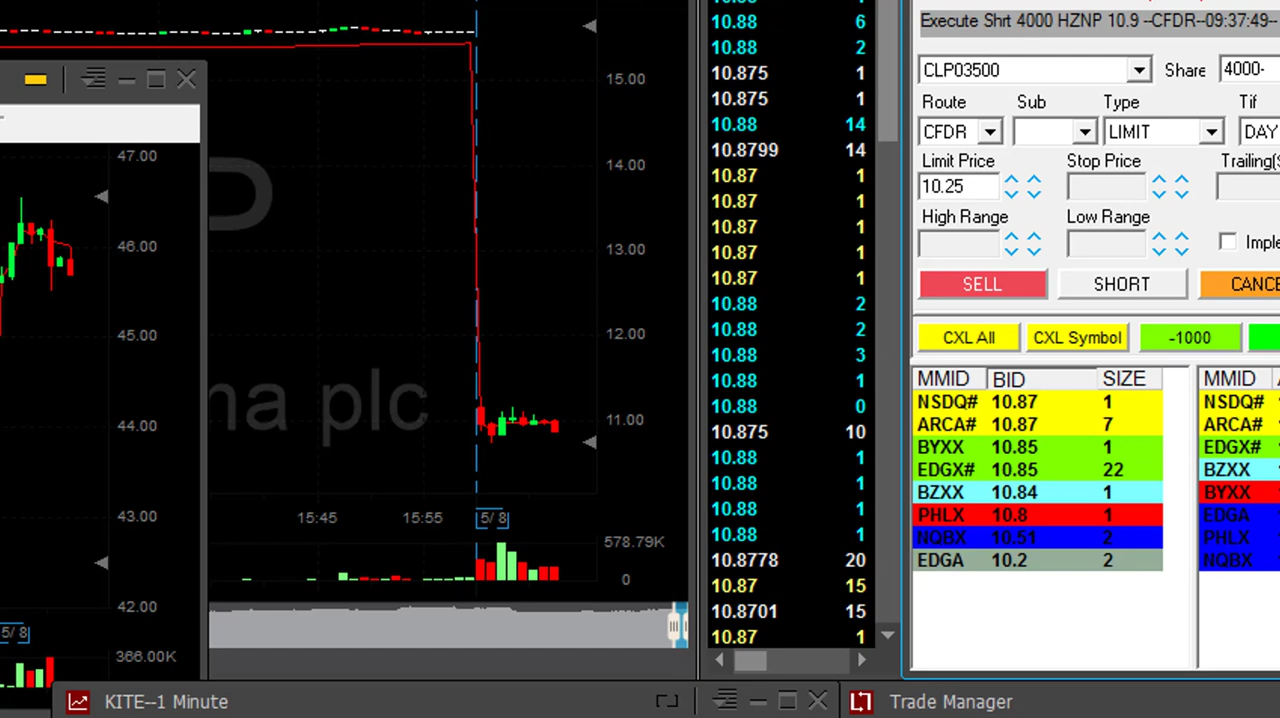 47.00
46.00
45.00
44.00
43.00
42.00
5/ 8
366.00K
15.00
14.00
13.00
12.00
11.00
ma plc
15:45 15:55 5/ 8
578.79K
0
10.88 6
10.88 2
10.875 1
10.875 1
10.88 14
10.8799 14
10.87 1
10.87 1
10.87 1
10.87 1
10.87 1
10.88 2
10.88 2
10.88 3
10.88 1
10.88 0
10.875 10
10.88 1
10.88 1
10.88 1
10.88 1
10.8778 20
10.87 15
10.8701 15
10.87 1
Execute Shrt 4000 HZNP 10.9 --CFDR--09:37:49--
CLP03500 Share 4000-
Route Sub Type Tif
CFDR LIMIT DAY
Limit Price Stop Price Trailing(S
10.25
High Range Low Range
Imple
SELL SHORT CANCE
CXL All CXL Symbol -1000
MMID BID SIZE MMID
NSDQ# 10.87 1 NSDQ#
ARCA# 10.87 7 ARCA#
BYXX 10.85 1 EDGX#
EDGX# 10.85 22 BZXX
BZXX 10.84 1 BYXX
PHLX 10.8 1 EDGA
NQBX 10.51 2 PHLX
EDGA 10.2 2 NQBX
KITE--1 Minute
Trade Manager